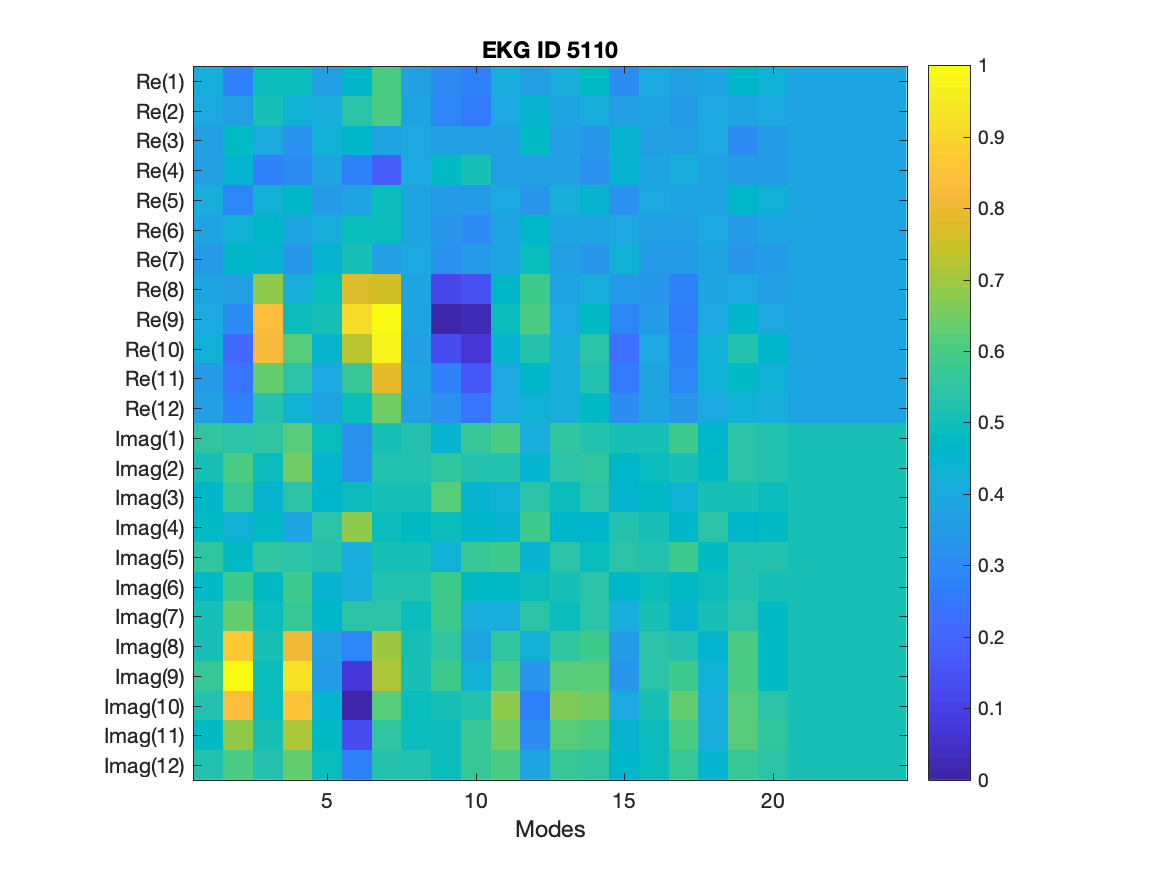 EKG ID 5110
Re(1)
Re(2)
Re(3)
Re(4)
Re(5)
Re(6)
Re(7)
Re(8)
Re(9)
Re(10)
Re(11)
Re(12)
Imag(1)
Imag(2)
Imag(3)
Imag(4)
Imag(5)
Imag(6)
Imag(7)
Imag(8)
Imag(9)
Imag(10)
Imag(11)
Imag(12)
5 10 15 20
Modes
1
0.9
0.8
0.7
0.6
0.5
0.4
0.3
0.2
0.1
0